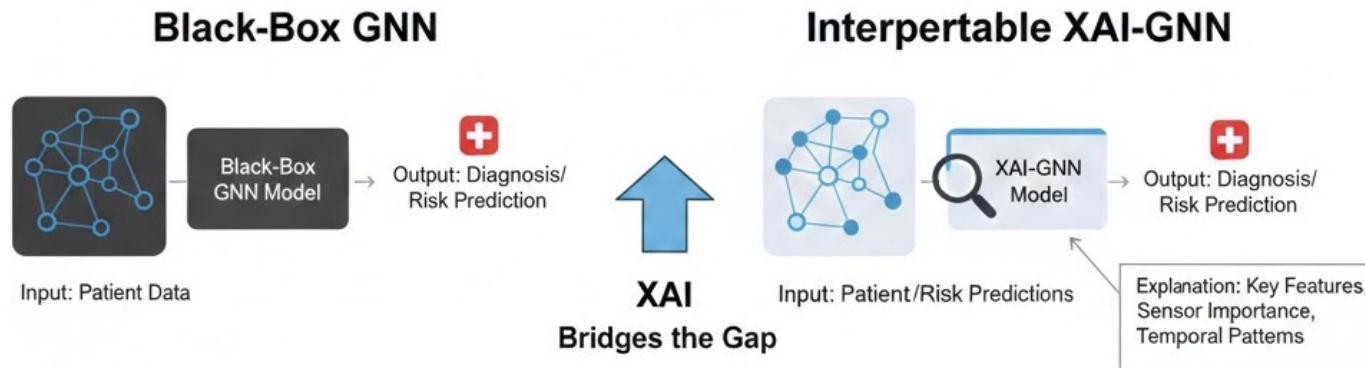 Black-Box GNN
Black-Box
GNN Model
Output: Diagnosis/
Risk Prediction
Input: Patient Data
XAI
Bridges the Gap
Interpertable XAI-GNN
XAI-GNN
Model
Output: Diagnosis/
Risk Prediction
Input: Patient/Risk Predictions
Explanation: Key Features,
Sensor Importance,
Temporal Patterns